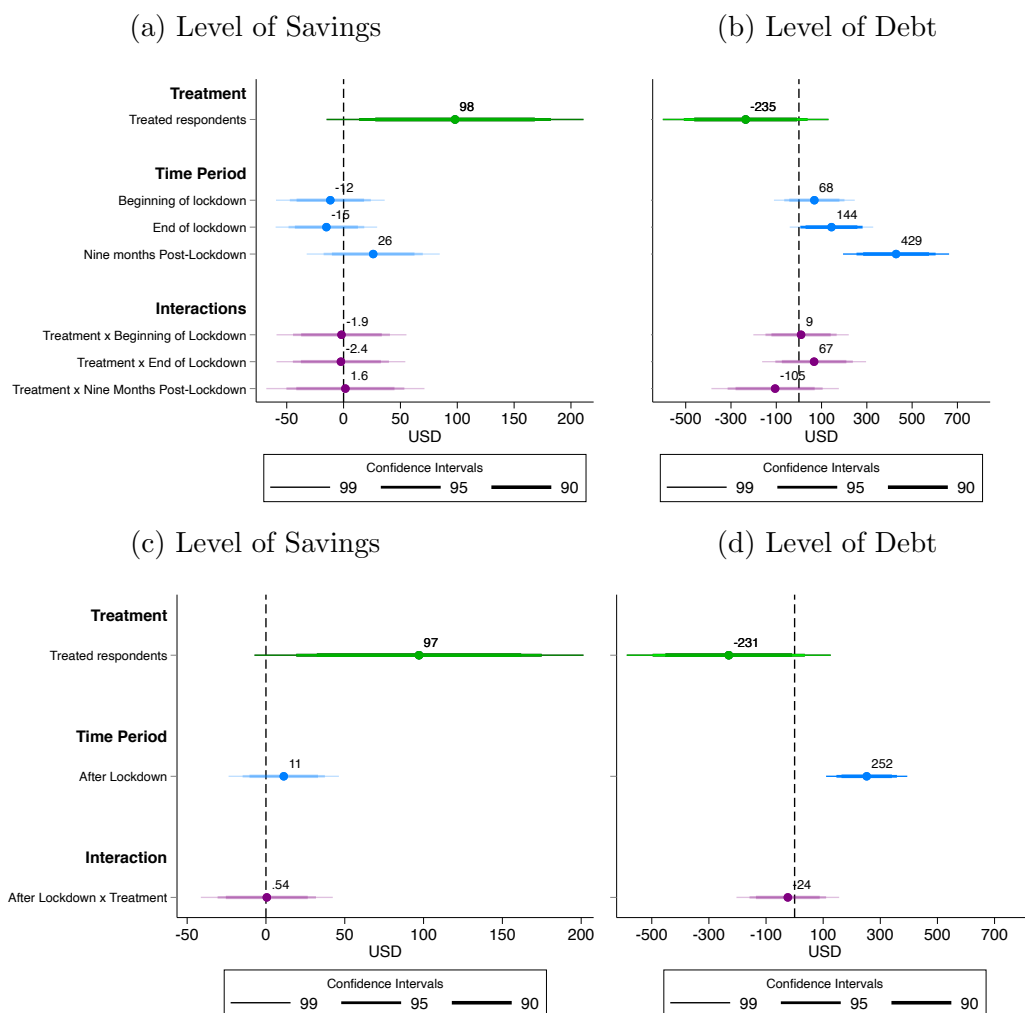 (a) Level of Savings
(b) Level of Debt
Treatment
Treated respondents
98
-235
Time Period
Beginning of lockdown
-12
68
End of lockdown
-15
144
Nine months Post-Lockdown
26
429
Interactions
Treatment x Beginning of Lockdown
-1.9
9
Treatment x End of Lockdown
-2.4
67
Treatment x Nine Months Post-Lockdown
1.6
-105
-50 0 50 100 150 200
USD
-500 -300 -100 100 300 500 700
USD
Confidence Intervals
99 95 90
Confidence Intervals
99 95 90
(c) Level of Savings
(d) Level of Debt
Treatment
Treated respondents
97
-231
Time Period
After Lockdown
11
252
Interaction
After Lockdown x Treatment
.54
-24
-50 0 50 100 150 200
USD
-500 -300 -100 100 300 500 700
USD
Confidence Intervals
99 95 90
Confidence Intervals
99 95 90